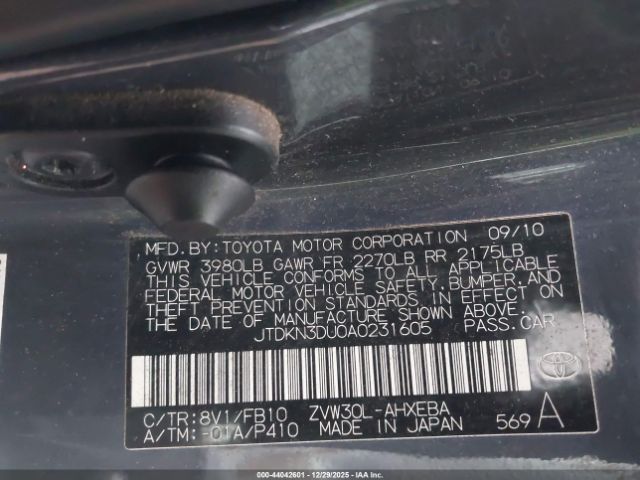 MFD.BY:TOYOTA MOTOR CORPORATION 09/10
GVWR 3980LB GAWR FR 2270LB RR 2175LB
THIS VEHICLE CONFORMS TO ALL APPLICABLE
FEDERAL MOTOR VEHICLE SAFETY,BUMPER,AND
THEFT PREVENTION STANDARDS IN EFFECT ON
THE DATE OF MANUFACTURE SHOWN ABOVE.
JTDKN3DU0A0231605 PASS.CAR
C/TR:8V1/FB10 ZVW30L-AHXEBA
A/TM:-01A/P410 MADE IN JAPAN 569 A
000-44042601 - 12/29/2025 - IAAI.COM